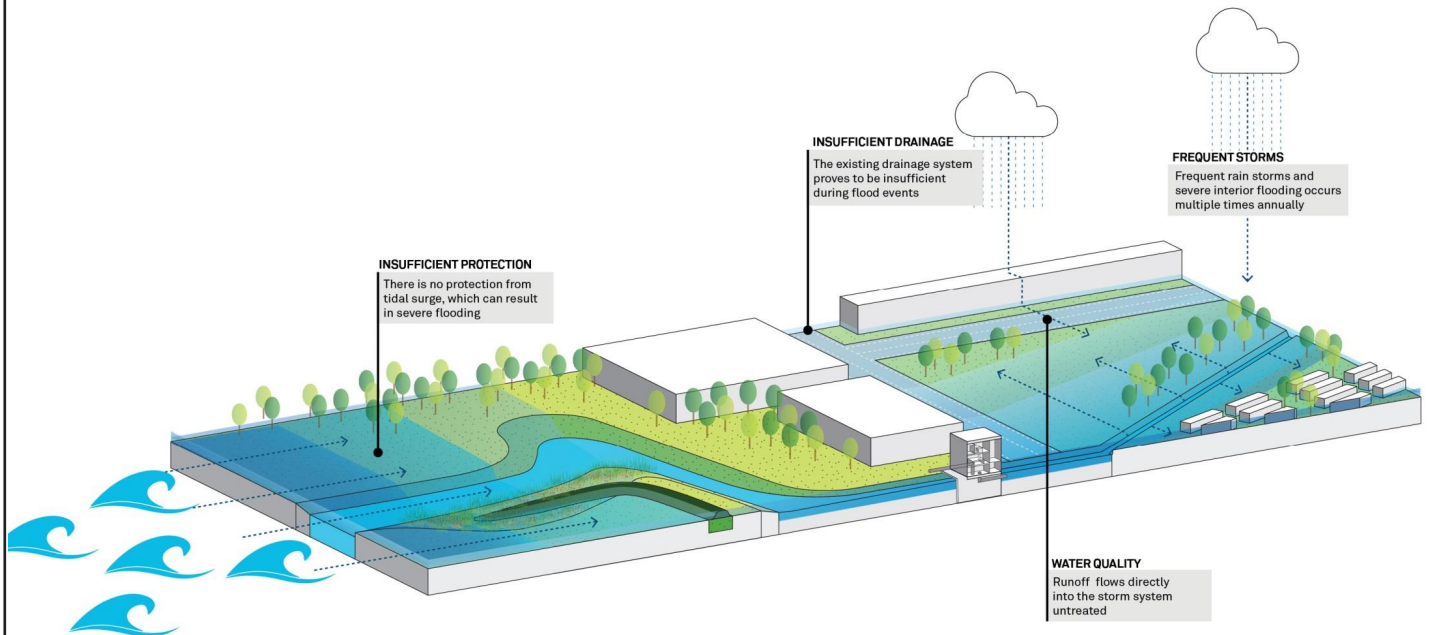 INSUFFICIENT DRAINAGE
The existing drainage system
proves to be insufficient
during flood events
FREQUENT STORMS
Frequent rain storms and
severe interior flooding occurs
multiple times annually
INSUFFICIENT PROTECTION
There is no protection from
tidal surge, which can result
in severe flooding
WATER QUALITY
Runoff flows directly
into the storm system
untreated